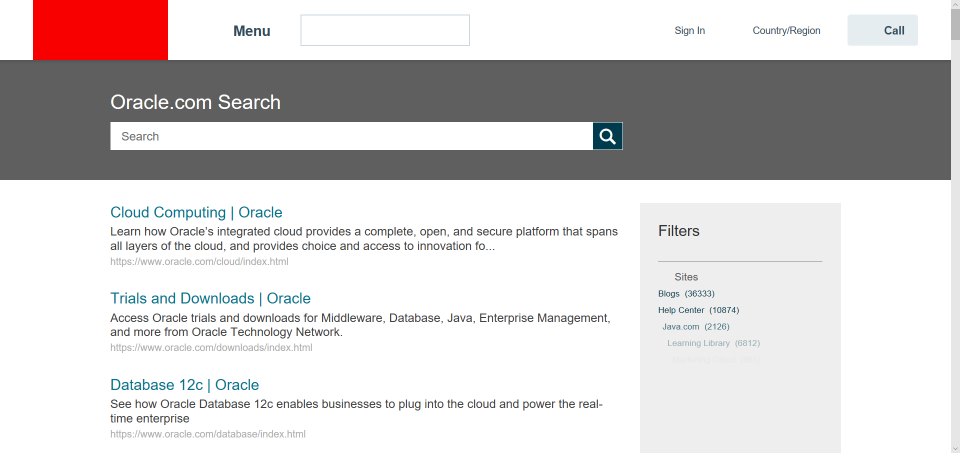 Menu
Sign In
Country/Region
Call
Oracle.com Search
Search
Cloud Computing | Oracle
Learn how Oracle's integrated cloud provides a complete, open, and secure platform that spans
all layers of the cloud, and provides choice and access to innovation fo...
https://www.oracle.com/cloud/index.html
Trials and Downloads | Oracle
Access Oracle trials and downloads for Middleware, Database, Java, Enterprise Management,
and more from Oracle Technology Network.
https://www.oracle.com/downloads/index.html
Database 12c | Oracle
See how Oracle Database 12c enables businesses to plug into the cloud and power the real-
time enterprise
https://www.oracle.com/database/index.html
Filters
Sites
Blogs (36333)
Help Center (10874)
Java.com (2126)
Learning Library (6812)